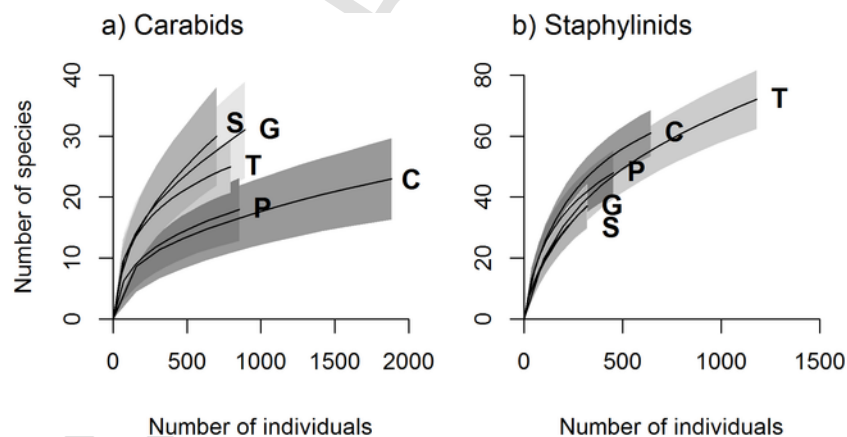 a) Carabids
b) Staphylinids
Number of species
40
30
20
10
0
S
G
T
P
C
0 500 1000 1500 2000
Number of individuals
80
60
40
20
0
T
C
P
G
S
0 500 1000 1500
Number of individuals